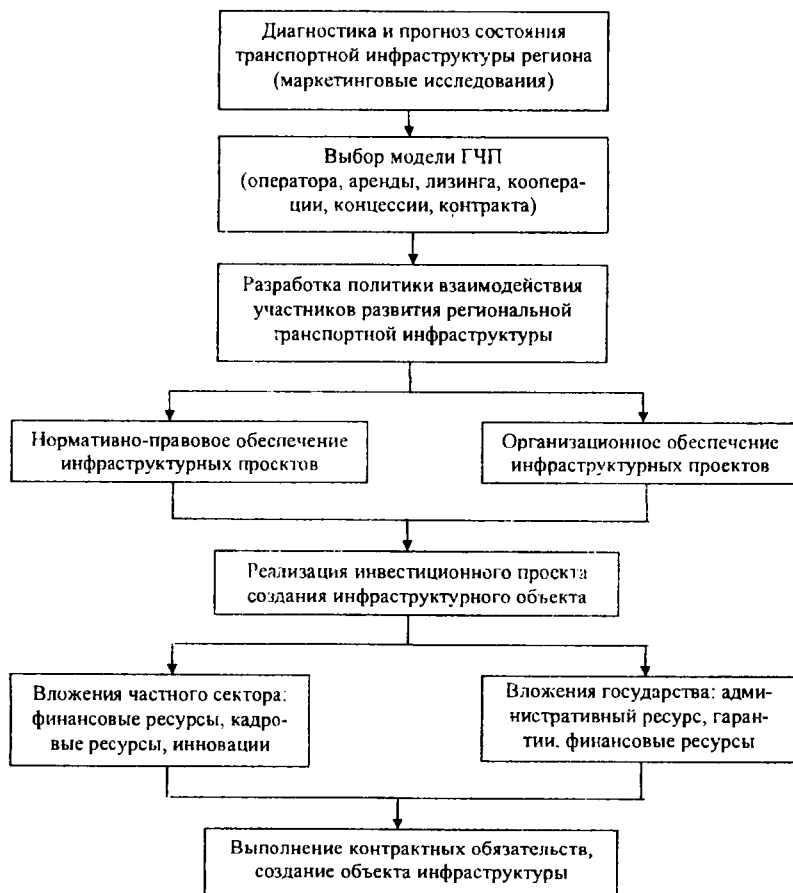 Диагностика и прогноз состояния
транспортной инфраструктуры региона
(маркетинговые исследования)
Выбор модели ГЧП
(оператора, аренды, лизинга, коопера-
ции, концессии, контракта)
Разработка политики взаимодействия
участников развития региональной
транспортной инфраструктуры
Нормативно-правовое обеспечение
инфраструктурных проектов
Организационное обеспечение
инфраструктурных проектов
Реализация инвестиционного проекта
создания инфраструктурного объекта
Вложения частного сектора:
финансовые ресурсы, кадро-
вые ресурсы, инновации
Вложения государства: адми-
нистративный ресурс, гаран-
тии, финансовые ресурсы
Выполнение контрактных обязательств,
создание объекта инфраструктуры